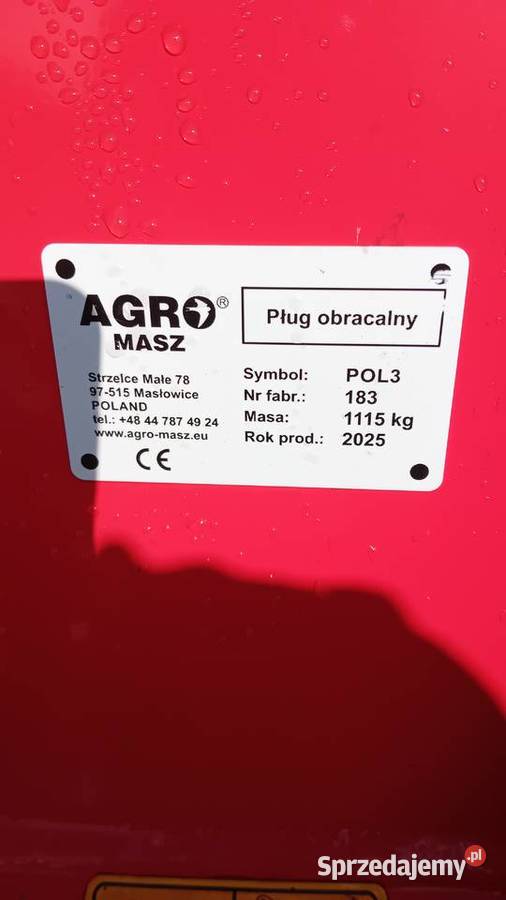 AGRO®
MASZ
Pług obracalny
Strzelce Małe 78
97-515 Masłowice
POLAND
tel.: +48 44 787 49 24
www.agro-masz.eu
CE
Symbol: POL3
Nr fabr.: 183
Masa: 1115 kg
Rok prod.: 2025
Sprzedajemy.pl